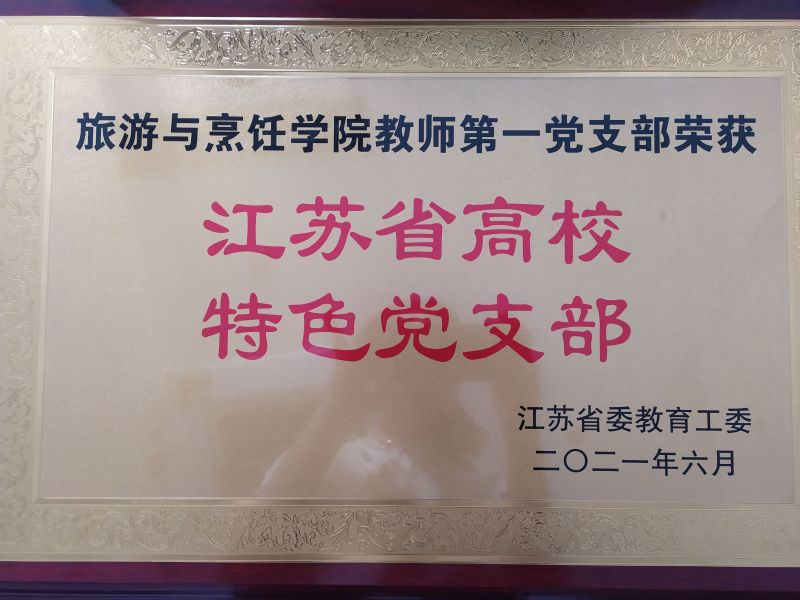 旅游与烹饪学院教师第一党支部荣获
江苏省高校
特色党支部
江苏省委教育工委
二〇二一年六月